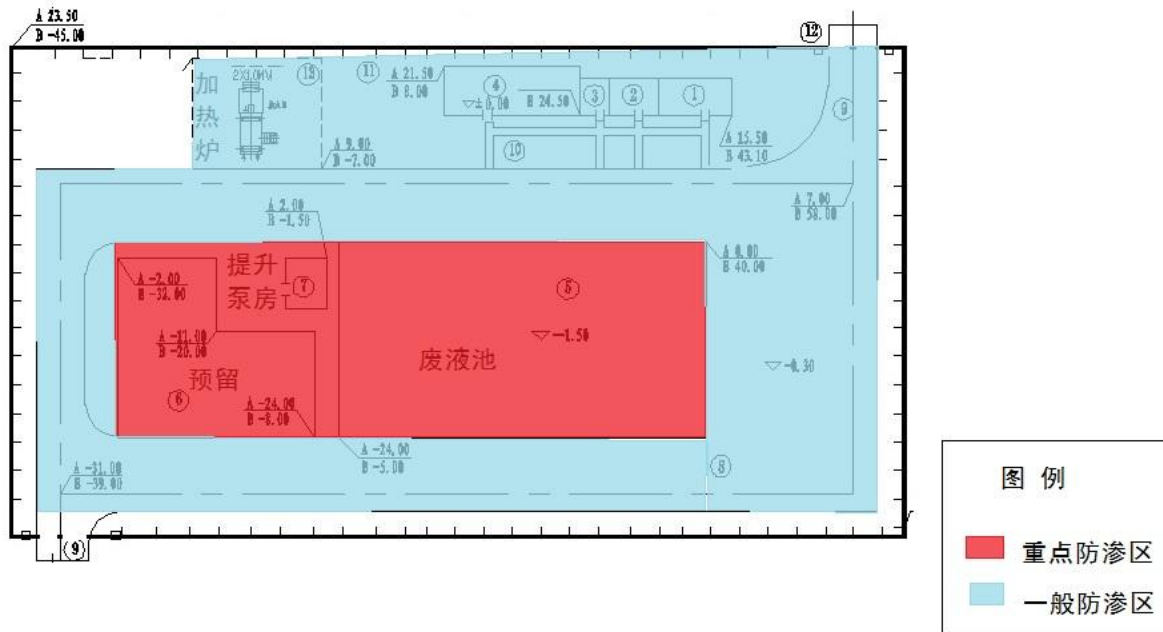 A 23.50
B -45.00
⑫
加
热
炉
⑬
⑪
A 21.50
B 8.00
④
±0.00
B 24.50
③
②
①
⑨
A 15.50
B 43.10
⑩
A 9.00
B -7.00
A 7.00
B 58.00
A 2.00
B -1.50
A 0.00
B 40.00
提升
泵房
⑦
⑤
A -2.00
B -32.00
-1.50
A -11.00
B -20.00
废液池
-0.30
预留
⑥
A -24.00
B -8.00
A -24.00
B -5.00
A -31.00
B -39.00
⑧
⑨
图 例
重点防渗区
一般防渗区